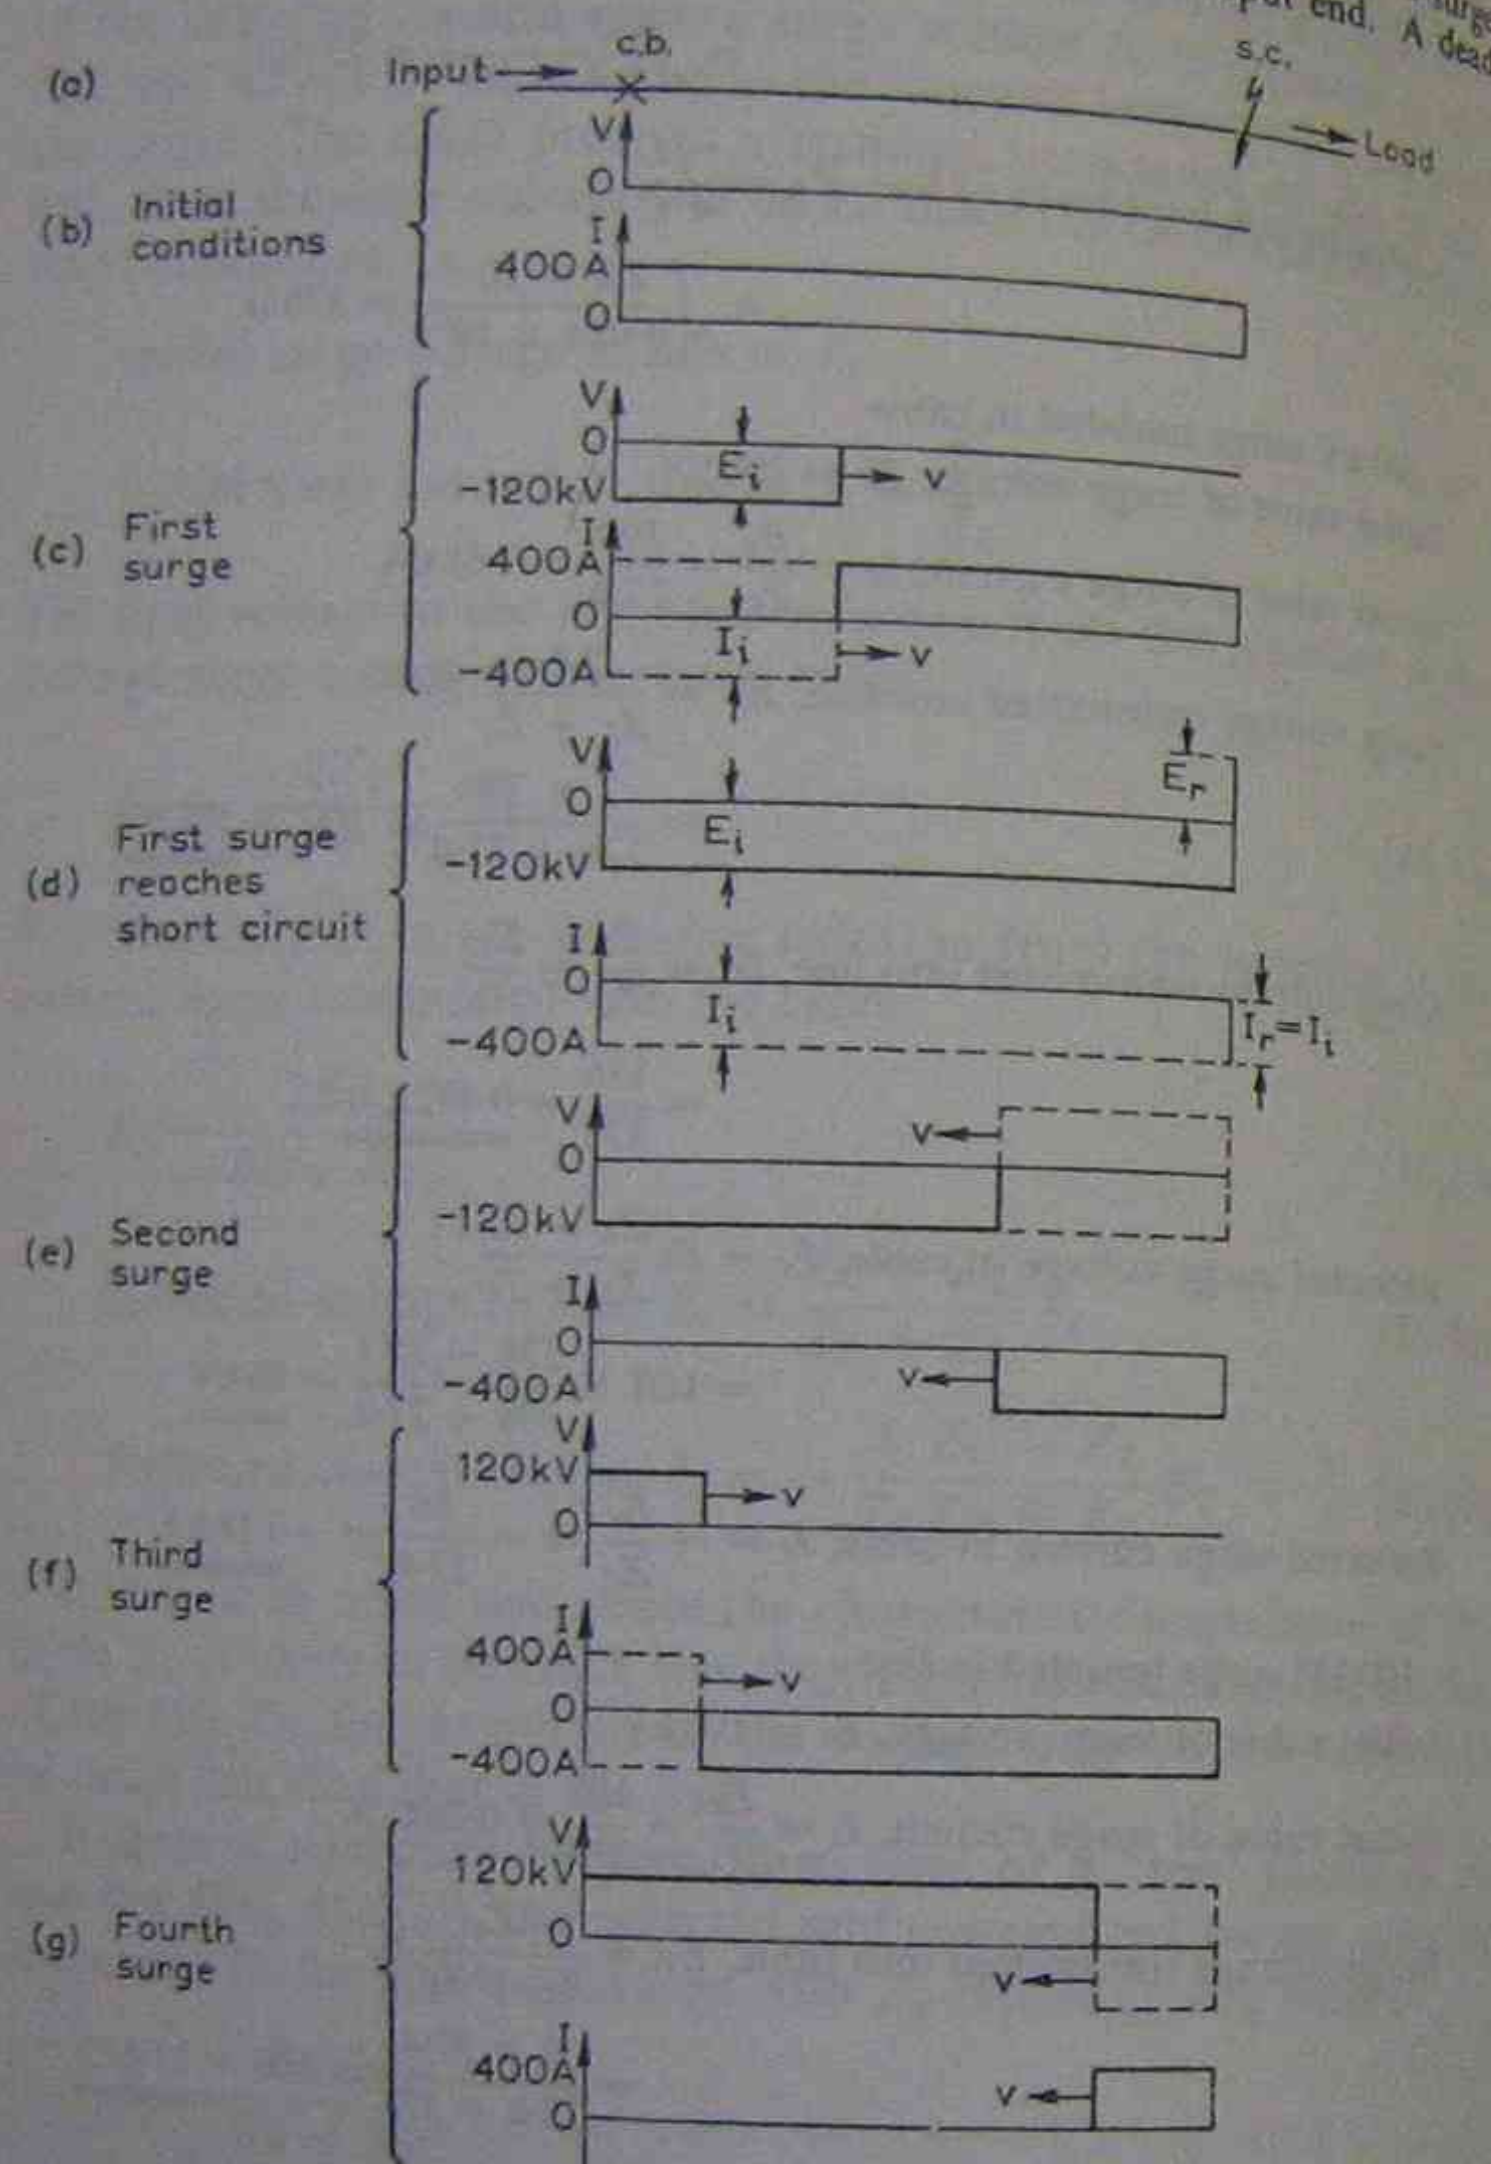 surge
end. A dead
(a) Input c.b. s.c. Load
V
0
(b) Initial conditions
I
400A
0
V
0
-120kV
E_i
v
(c) First surge
I
400A
0
-400A
I_i
v
V
0
-120kV
E_i
E_r
(d) First surge reaches short circuit
I
0
-400A
I_i
I_r=I_i
V
0
-120kV
v
(e) Second surge
I
0
-400A
v
V
120kV
0
v
(f) Third surge
I
400A
0
-400A
v
V
120kV
0
v
(g) Fourth surge
I
400A
0
v